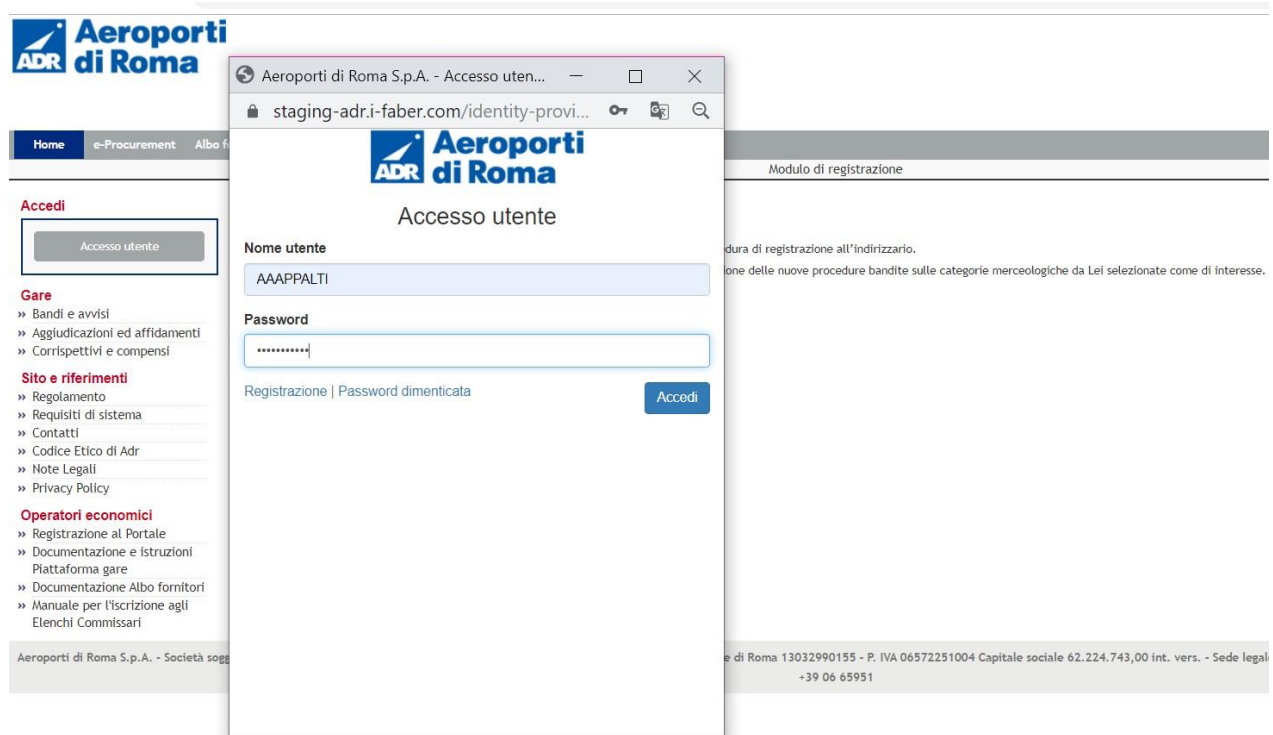 Aeroporti
di Roma
ADR
Home e-Procurement Albo f
Accedi
Accesso utente
Gare
» Bandi e avvisi
» Aggiudicazioni ed affidamenti
» Corrispettivi e compensi
Sito e riferimenti
» Regolamento
» Requisiti di sistema
» Contatti
» Codice Etico di Adr
» Note Legali
» Privacy Policy
Operatori economici
» Registrazione al Portale
» Documentazione e istruzioni
Piattaforma gare
» Documentazione Albo fornitori
» Manuale per l'iscrizione agli
Elenchi Commissari
Aeroporti di Roma S.p.A. - Accesso uten...
staging-adr.i-faber.com/identity-provi...
Aeroporti
di Roma
ADR
Accesso utente
Nome utente
AAAPPALTI
Password
•••••••••••
Registrazione | Password dimenticata
Accedi
Modulo di registrazione
dura di registrazione all'indirizzario.
ione delle nuove procedure bandite sulle categorie merceologiche da Lei selezionate come di interesse.
Aeroporti di Roma S.p.A. - Società sogg
e di Roma 13032990155 - P. IVA 06572251004 Capitale sociale 62.224.743,00 int. vers. - Sede legale
+39 06 65951